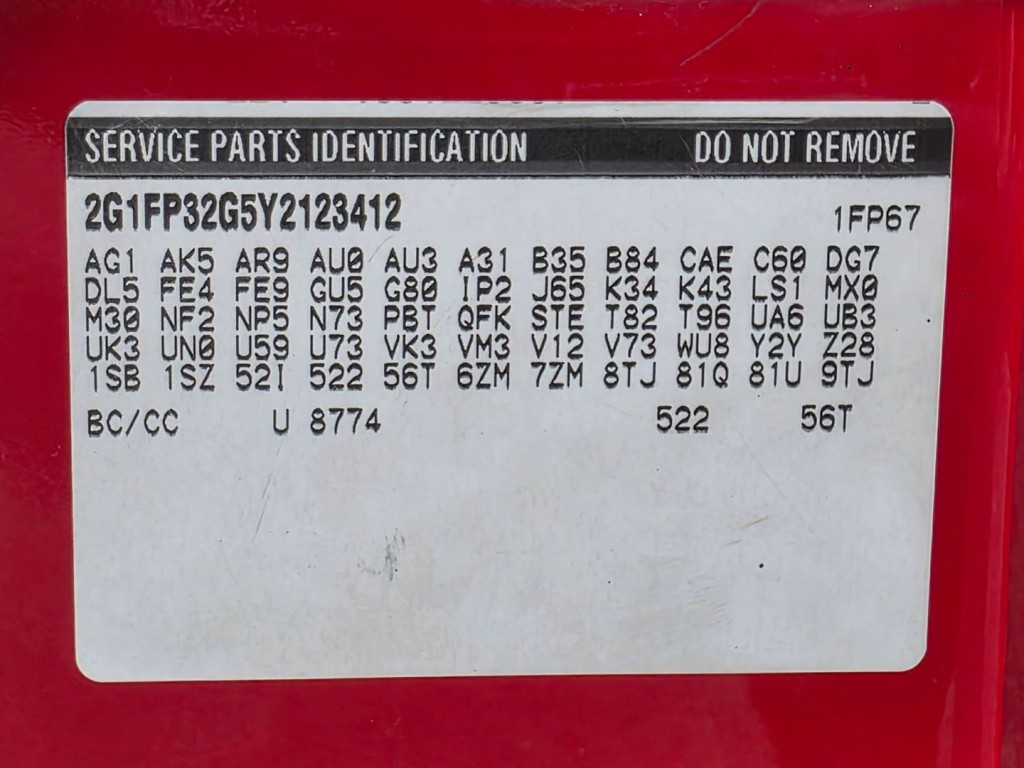 SERVICE PARTS IDENTIFICATION DO NOT REMOVE
2G1FP32G5Y2123412 1FP67
AG1 AK5 AR9 AU0 AU3 A31 B35 B84 CAE C60 DG7
DL5 FE4 FE9 GU5 G80 IP2 J65 K34 K43 LS1 MX0
M30 NF2 NP5 N73 PBT QFK STE T82 T96 UA6 UB3
UK3 UN0 U59 U73 VK3 VM3 V12 V73 WU8 Y2Y Z28
1SB 1SZ 52I 522 56T 6ZM 7ZM 8TJ 81Q 81U 9TJ
BC/CC U 8774 522 56T